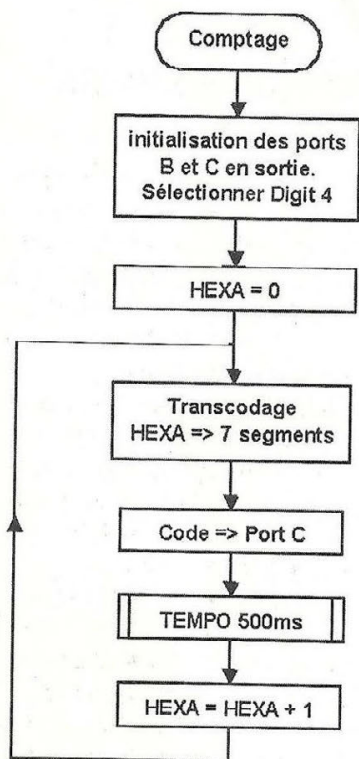 Comptage
initialisation des ports
B et C en sortie.
Sélectionner Digit 4
HEXA = 0
Transcodage
HEXA => 7 segments
Code => Port C
TEMPO 500ms
HEXA = HEXA + 1